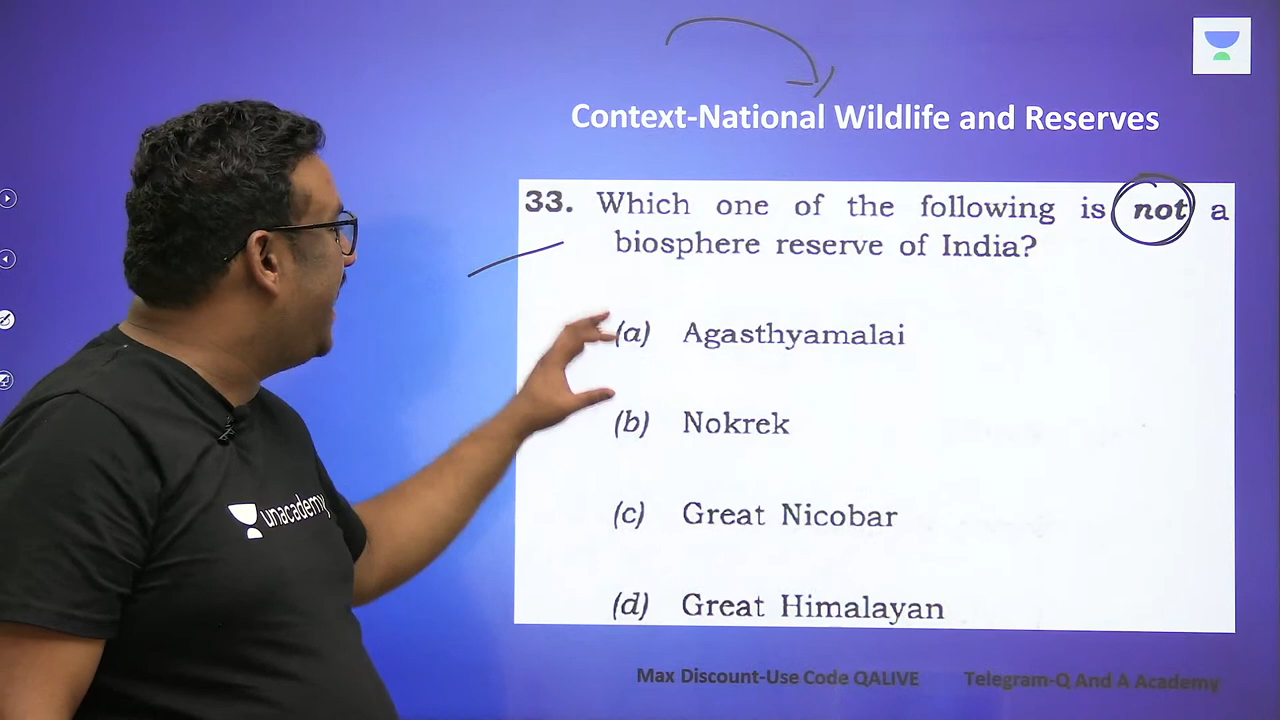 Context-National Wildlife and Reserves
33. Which one of the following is not a
biosphere reserve of India?
(a) Agasthyamalai
(b) Nokrek
(c) Great Nicobar
(d) Great Himalayan
unacademy
Max Discount-Use Code QALIVE Telegram-Q And A Academy